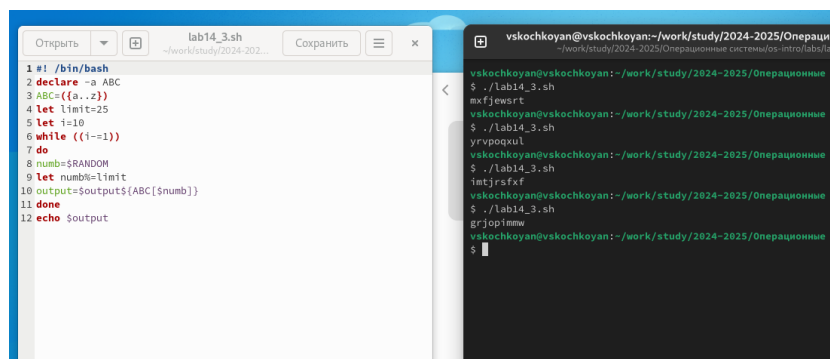 Открыть
lab14_3.sh
~/work/study/2024-202...
Сохранить
1 #! /bin/bash
2 declare -a ABC
3 ABC=({a..z})
4 let limit=25
5 let i=10
6 while ((i-=1))
7 do
8 numb=$RANDOM
9 let numb%=limit
10 output=$output${ABC[$numb]}
11 done
12 echo $output
vskochkoyan@vskochkoyan:~/work/study/2024-2025/Операци
~/work/study/2024-2025/Операционные системы/os-intro/labs/la
vskochkoyan@vskochkoyan:~/work/study/2024-2025/Операционные
$ ./lab14_3.sh
mxfjewsrt
vskochkoyan@vskochkoyan:~/work/study/2024-2025/Операционные
$ ./lab14_3.sh
yrvpoqxul
vskochkoyan@vskochkoyan:~/work/study/2024-2025/Операционные
$ ./lab14_3.sh
imtjrsfxf
vskochkoyan@vskochkoyan:~/work/study/2024-2025/Операционные
$ ./lab14_3.sh
grjopimmw
vskochkoyan@vskochkoyan:~/work/study/2024-2025/Операционные
$